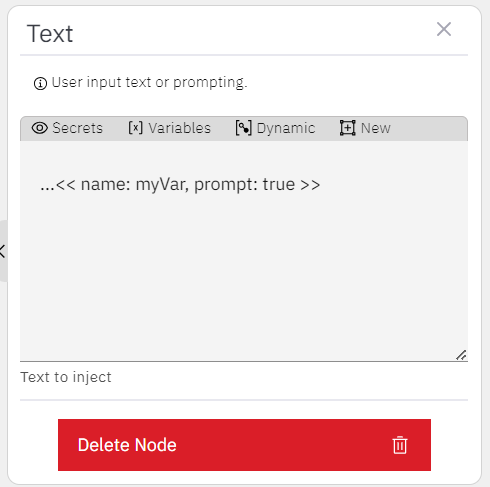 Text
User input text or prompting.
Secrets Variables Dynamic New
...<< name: myVar, prompt: true >>
Text to inject
Delete Node